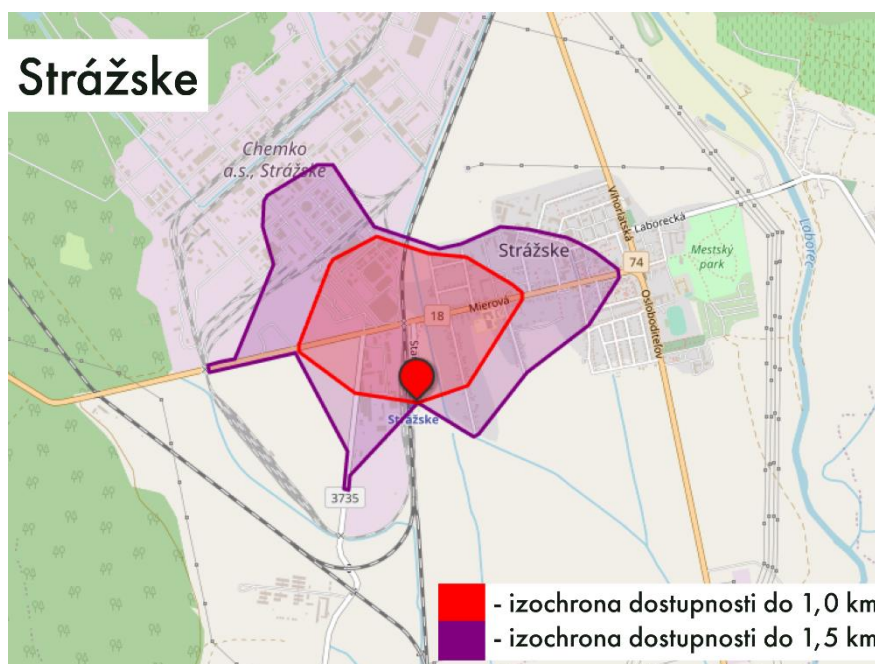 Strážske
Chemko
a.s., Strážske
Vihorlatská
Laborecká
Laborec
Strážske
Mestský
park
74
Mierová
18
Osloboditeľov
Sta
Strážske
3735
- izochrona dostupnosti do 1,0 km
- izochrona dostupnosti do 1,5 km